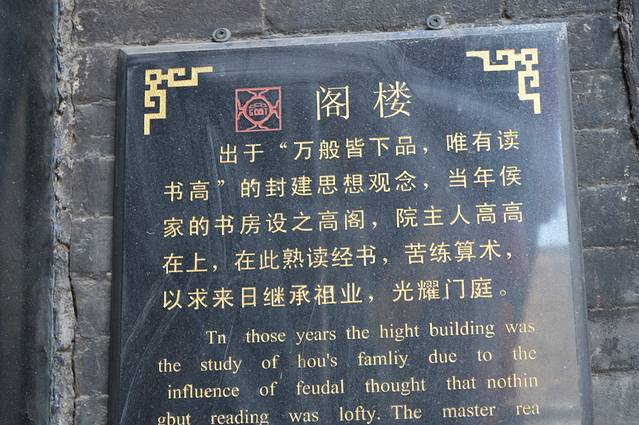 阁楼
出于“万般皆下品，唯有读
书高”的封建思想观念，当年侯
家的书房设之高阁，院主人高高
在上，在此熟读经书，苦练算术，
以求来日继承祖业，光耀门庭。
Tn those years the hight building was
the study of hou's famliy due to the
influence of feudal thought that nothin
gbut reading was lofty. The master rea